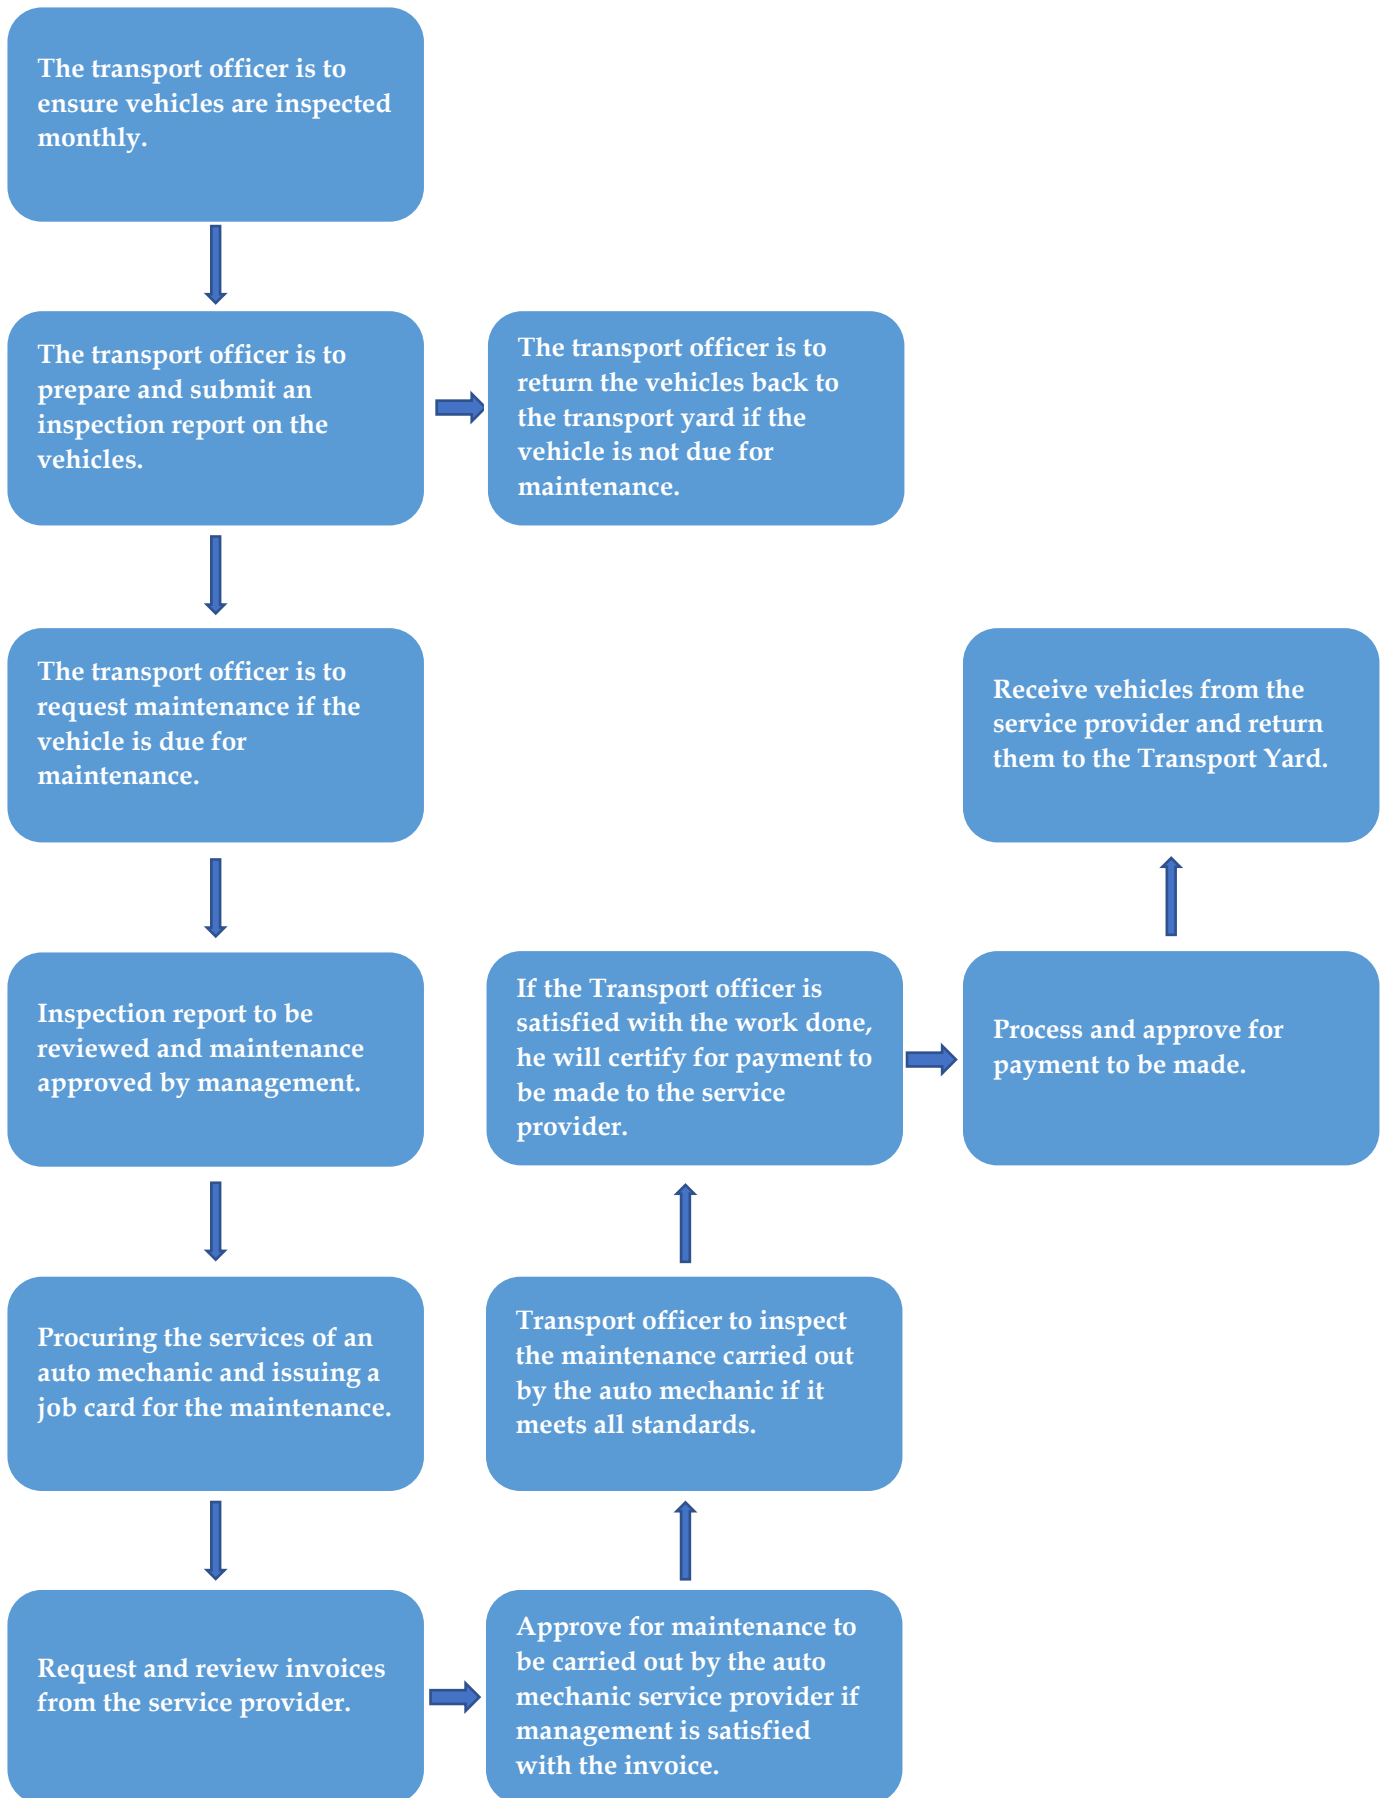 The transport officer is to
ensure vehicles are inspected
monthly.
The transport officer is to
prepare and submit an
inspection report on the
vehicles.
The transport officer is to
return the vehicles back to
the transport yard if the
vehicle is not due for
maintenance.
The transport officer is to
request maintenance if the
vehicle is due for
maintenance.
Inspection report to be
reviewed and maintenance
approved by management.
Procuring the services of an
auto mechanic and issuing a
job card for the maintenance.
Request and review invoices
from the service provider.
Approve for maintenance to
be carried out by the auto
mechanic service provider if
management is satisfied
with the invoice.
Transport officer to inspect
the maintenance carried out
by the auto mechanic if it
meets all standards.
If the Transport officer is
satisfied with the work done,
he will certify for payment to
be made to the service
provider.
Process and approve for
payment to be made.
Receive vehicles from the
service provider and return
them to the Transport Yard.